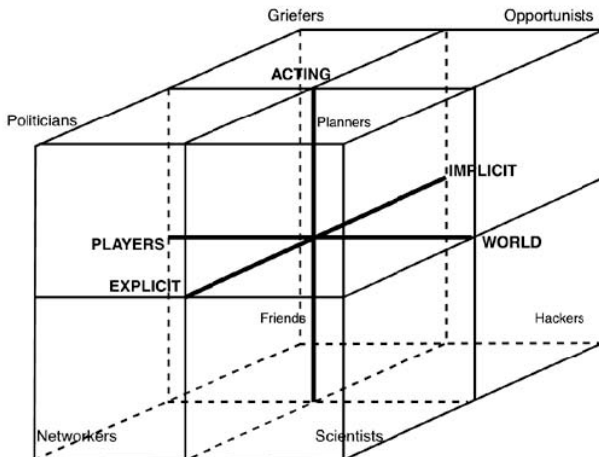 Griefers
Opportunists
ACTING
Politicians
Planners
IMPLICIT
PLAYERS
WORLD
EXPLICIT
Friends
Hackers
Networkers
Scientists